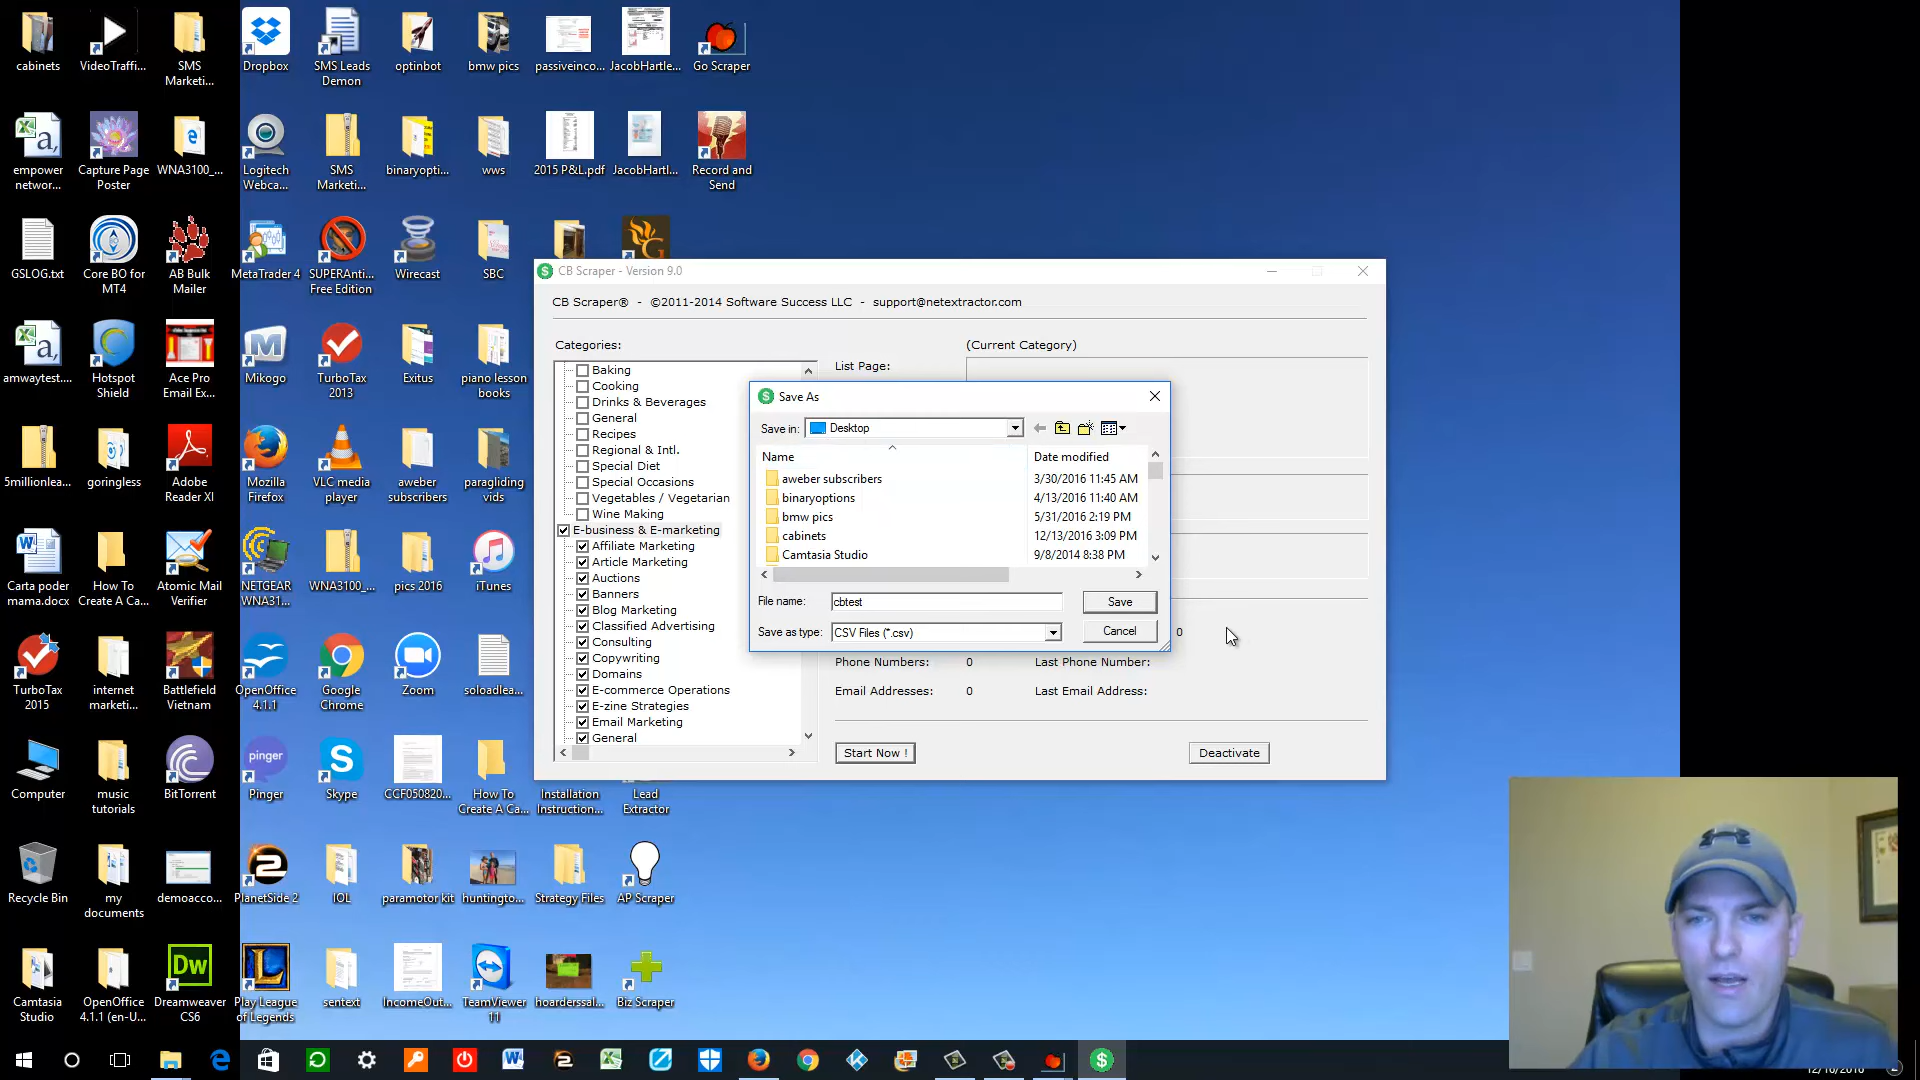 cabinets
VideoTraffi...
SMS
Marketi...
Dropbox
SMS Leads
Demon
optinbot
bmw pics
passiveinco...
JacobHartle...
Go Scraper
empower
networ...
Capture Page
Poster
WNA3100_...
Logitech
Webca...
SMS
Marketi...
binaryopti...
wws
2015 P&L.pdf
JacobHartl...
Record and
Send
GSLOG.txt
Core BO for
MT4
AB Bulk
Mailer
MetaTrader 4
SUPERAnti...
Free Edition
Wirecast
SBC
amwaytest....
Hotspot
Shield
Ace Pro
Email Ex...
Mikogo
TurboTax
2013
Exitus
piano lesson
books
5millionlea...
goringless
Adobe
Reader XI
Mozilla
Firefox
VLC media
player
aweber
subscribers
paragliding
vids
Carta poder
mama.docx
How To
Create A Ca...
Atomic Mail
Verifier
NETGEAR
WNA31...
WNA3100_...
pics 2016
iTunes
TurboTax
2015
internet
marketi...
Battlefield
Vietnam
OpenOffice
4.1.1
Google
Chrome
Zoom
soloadlea...
Computer
music
tutorials
BitTorrent
Pinger
Skype
CCF050820...
How To
Create A Ca...
Installation
Instruction...
Lead
Extractor
Recycle Bin
my
documents
demoacco...
PlanetSide 2
IOL
paramotor kit
huntingto...
Strategy Files
AP Scraper
Camtasia
Studio
OpenOffice
4.1.1 (en-U...
Dreamweaver
CS6
Play League
of Legends
sentext
IncomeOut...
TeamViewer
11
hoarderssal...
Biz Scraper
CB Scraper - Version 9.0
CB Scraper® - ©2011-2014 Software Success LLC - support@netextractor.com
Categories:
(Current Category)
List Page:
Baking
Cooking
Drinks & Beverages
General
Recipes
Regional & Intl.
Special Diet
Special Occasions
Vegetables / Vegetarian
Wine Making
E-business & E-marketing
Affiliate Marketing
Article Marketing
Auctions
Banners
Blog Marketing
Classified Advertising
Consulting
Copywriting
Domains
E-commerce Operations
E-zine Strategies
Email Marketing
General
Save As
Save in:
Desktop
Name
Date modified
aweber subscribers 3/30/2016 11:45 AM
binaryoptions 4/13/2016 11:40 AM
bmw pics 5/31/2016 2:19 PM
cabinets 12/13/2016 3:09 PM
Camtasia Studio 9/8/2014 8:38 PM
File name: cbtest
Save
Save as type: CSV Files (*.csv)
Cancel
0
Phone Numbers: 0 Last Phone Number:
Email Addresses: 0 Last Email Address:
Start Now !
Deactivate